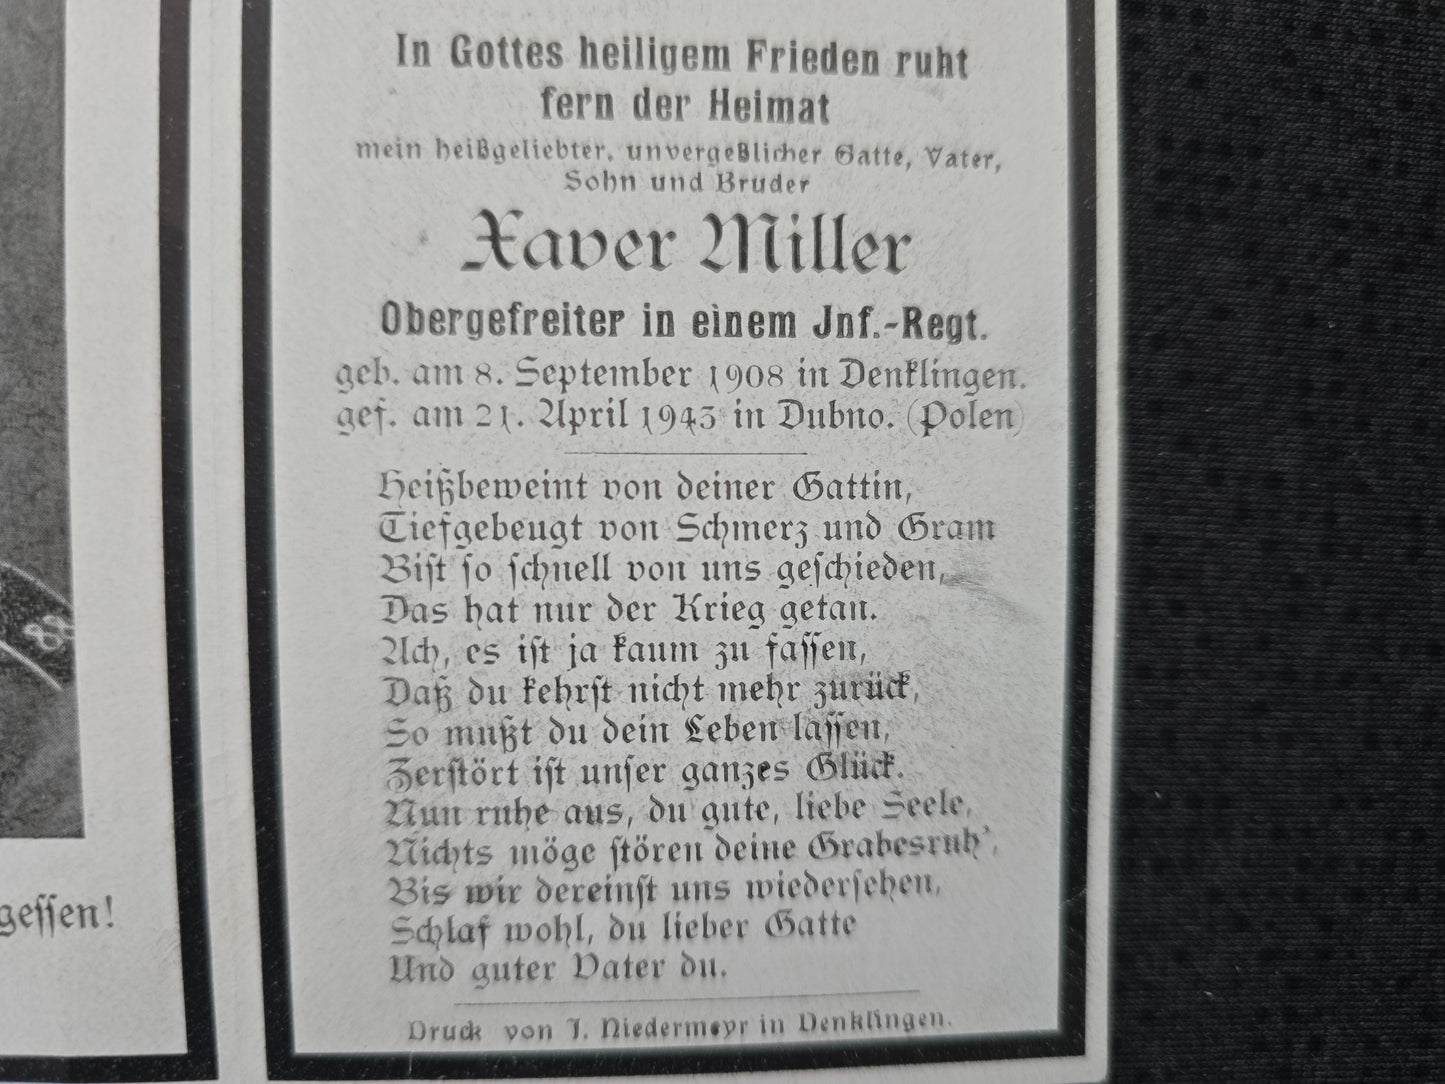 In Gottes heiligem Frieden ruht
fern der Heimat
mein heißgeliebter, unvergeßlicher Gatte, Vater,
Sohn und Bruder
Xaver Miller
Obergefreiter in einem Jnf.-Regt.
geb. am 8. September 1908 in Denklingen.
gef. am 21. April 1943 in Dubno. (Polen)
Heißbeweint von deiner Gattin,
Tiefgebeugt von Schmerz und Gram
Bist so schnell von uns geschieden,
Das hat nur der Krieg getan.
Ach, es ist ja kaum zu fassen,
Daß du kehrst nicht mehr zurück,
So mußt du dein Leben lassen,
Zerstört ist unser ganzes Glück.
Nun ruhe aus, du gute, liebe Seele,
Nichts möge stören deine Grabesruh',
Bis wir dereinst uns wiedersehen,
Schlaf wohl, du lieber Gatte
Und guter Vater du.
Druck von J. Niedermeyr in Denklingen.
gessen!